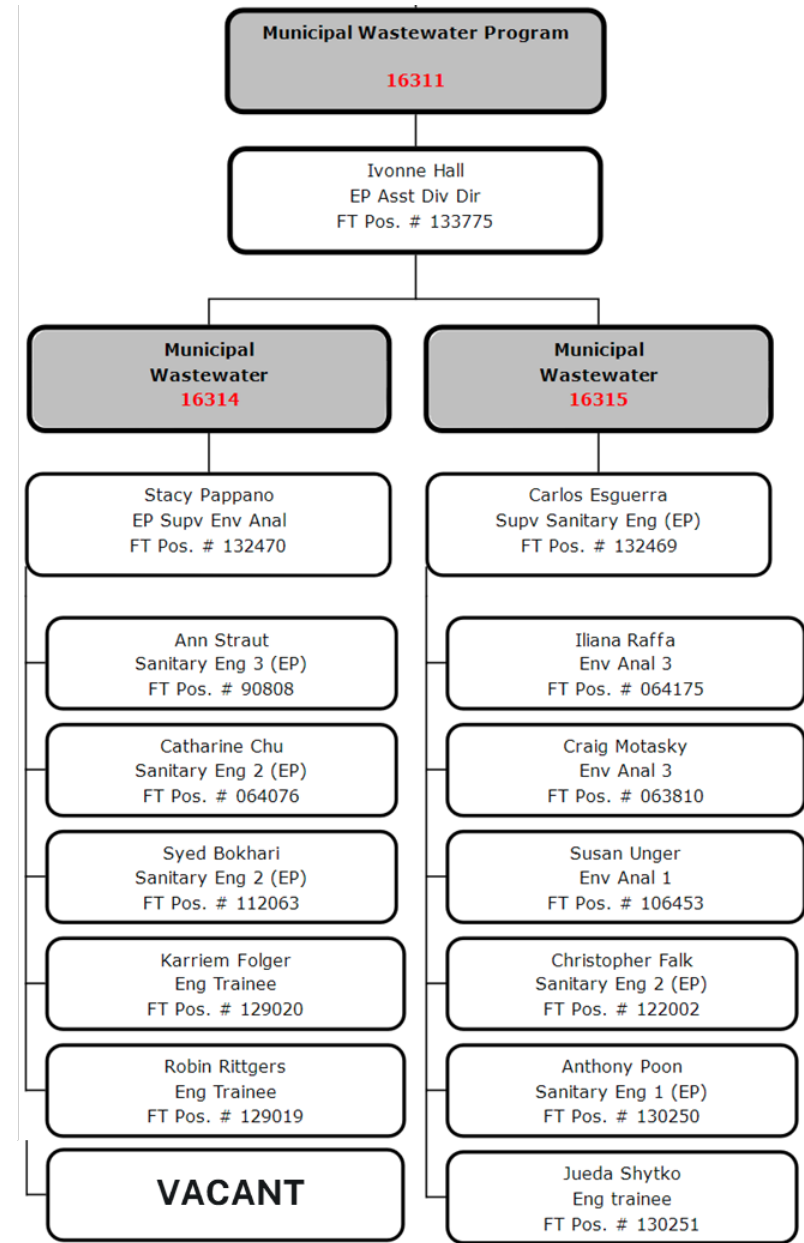 Municipal Wastewater Program
16311
Ivonne Hall
EP Asst Div Dir
FT Pos. # 133775
Municipal
Wastewater
16314
Municipal
Wastewater
16315
Stacy Pappano
EP Supv Env Anal
FT Pos. # 132470
Carlos Esguerra
Supv Sanitary Eng (EP)
FT Pos. # 132469
Ann Straut
Sanitary Eng 3 (EP)
FT Pos. # 90808
Catharine Chu
Sanitary Eng 2 (EP)
FT Pos. # 064076
Syed Bokhari
Sanitary Eng 2 (EP)
FT Pos. # 112063
Karriem Folger
Eng Trainee
FT Pos. # 129020
Robin Rittgers
Eng Trainee
FT Pos. # 129019
VACANT
Iliana Raffa
Env Anal 3
FT Pos. # 064175
Craig Motasky
Env Anal 3
FT Pos. # 063810
Susan Unger
Env Anal 1
FT Pos. # 106453
Christopher Falk
Sanitary Eng 2 (EP)
FT Pos. # 122002
Anthony Poon
Sanitary Eng 1 (EP)
FT Pos. # 130250
Jueda Shytko
Eng trainee
FT Pos. # 130251